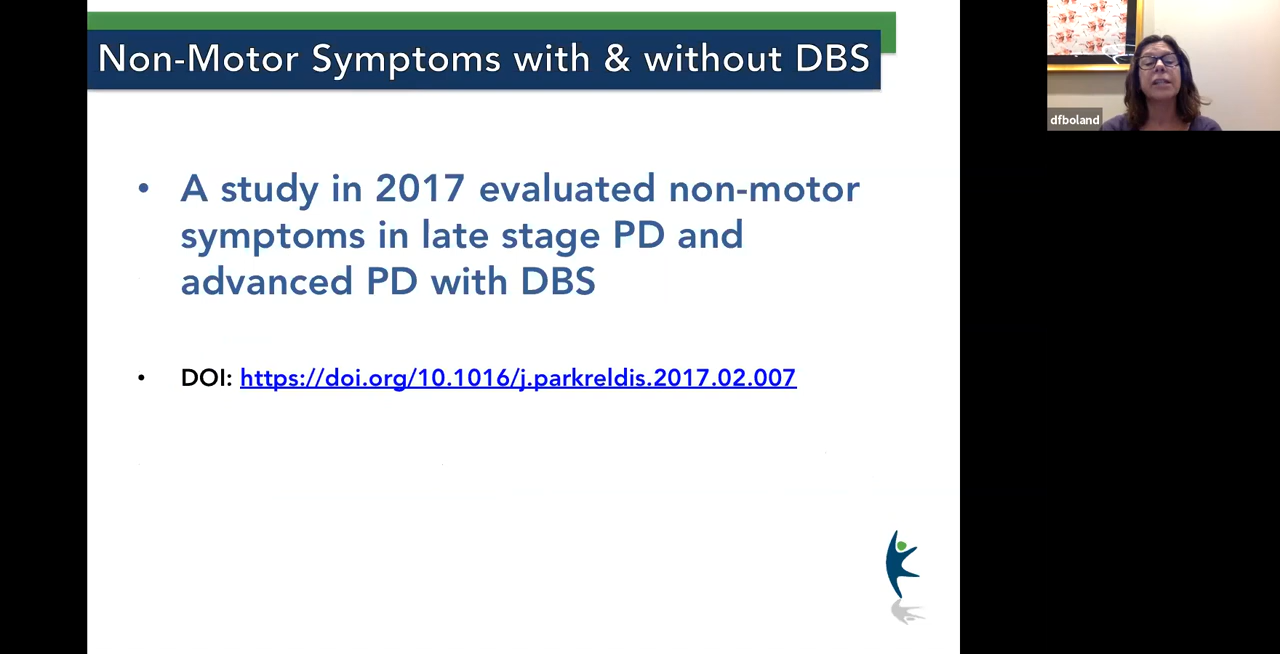 Non-Motor Symptoms with & without DBS
dfboland
• A study in 2017 evaluated non-motor
symptoms in late stage PD and
advanced PD with DBS
• DOI: https://doi.org/10.1016/j.parkreldis.2017.02.007